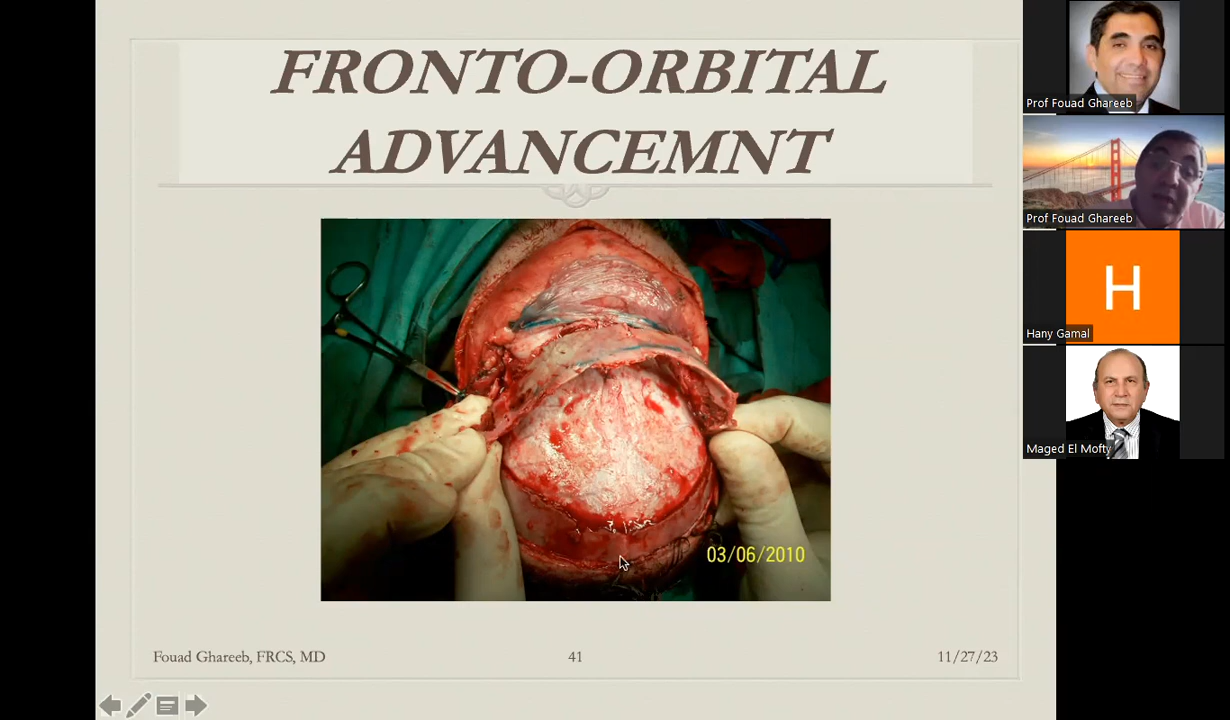 FRONTO-ORBITAL
ADVANCEMNT
03/06/2010
Fouad Ghareeb, FRCS, MD
41
11/27/23
Prof Fouad Ghareeb
Prof Fouad Ghareeb
H
Hany Gamal
Maged El Mofty